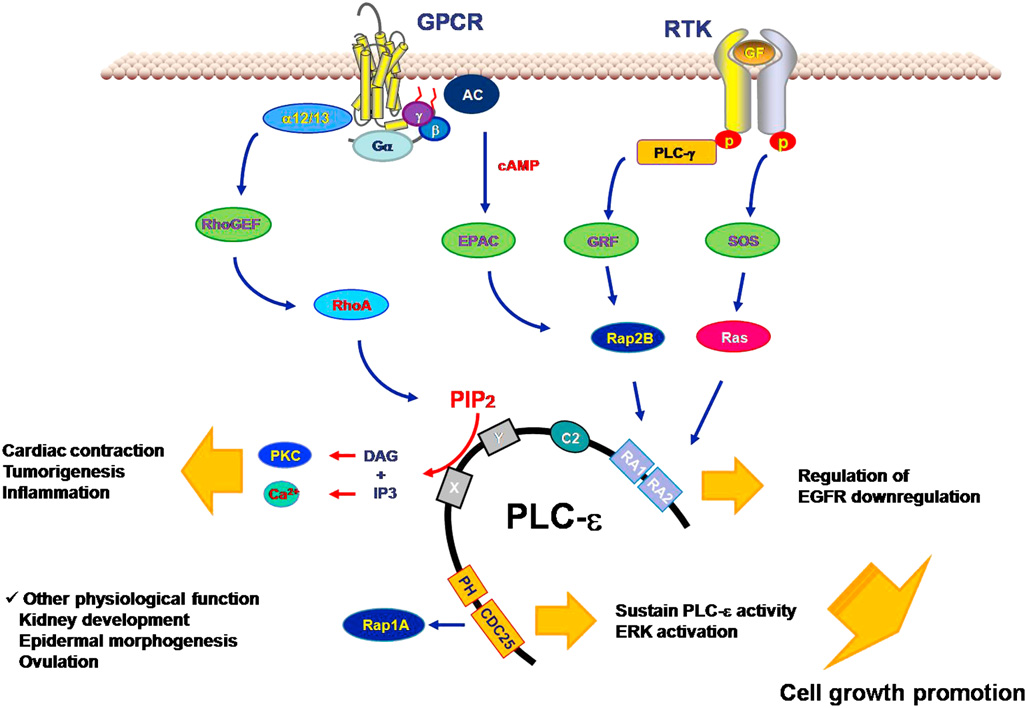 GPCR
RTK
GF
AC
α12/13
γ
β
Gα
p
p
PLC-γ
cAMP
RhoGEF
EPAC
GRF
SOS
RhoA
Rap2B
Ras
PIP2
Y
C2
Cardiac contraction
Tumorigenesis
Inflammation
PKC
DAG
+
Ca2+
IP3
X
RA1
RA2
Regulation of
EGFR downregulation
PLC-ε
✓ Other physiological function
Kidney development
Epidermal morphogenesis
Ovulation
PH
CDC25
Rap1A
Sustain PLC-ε activity
ERK activation
Cell growth promotion